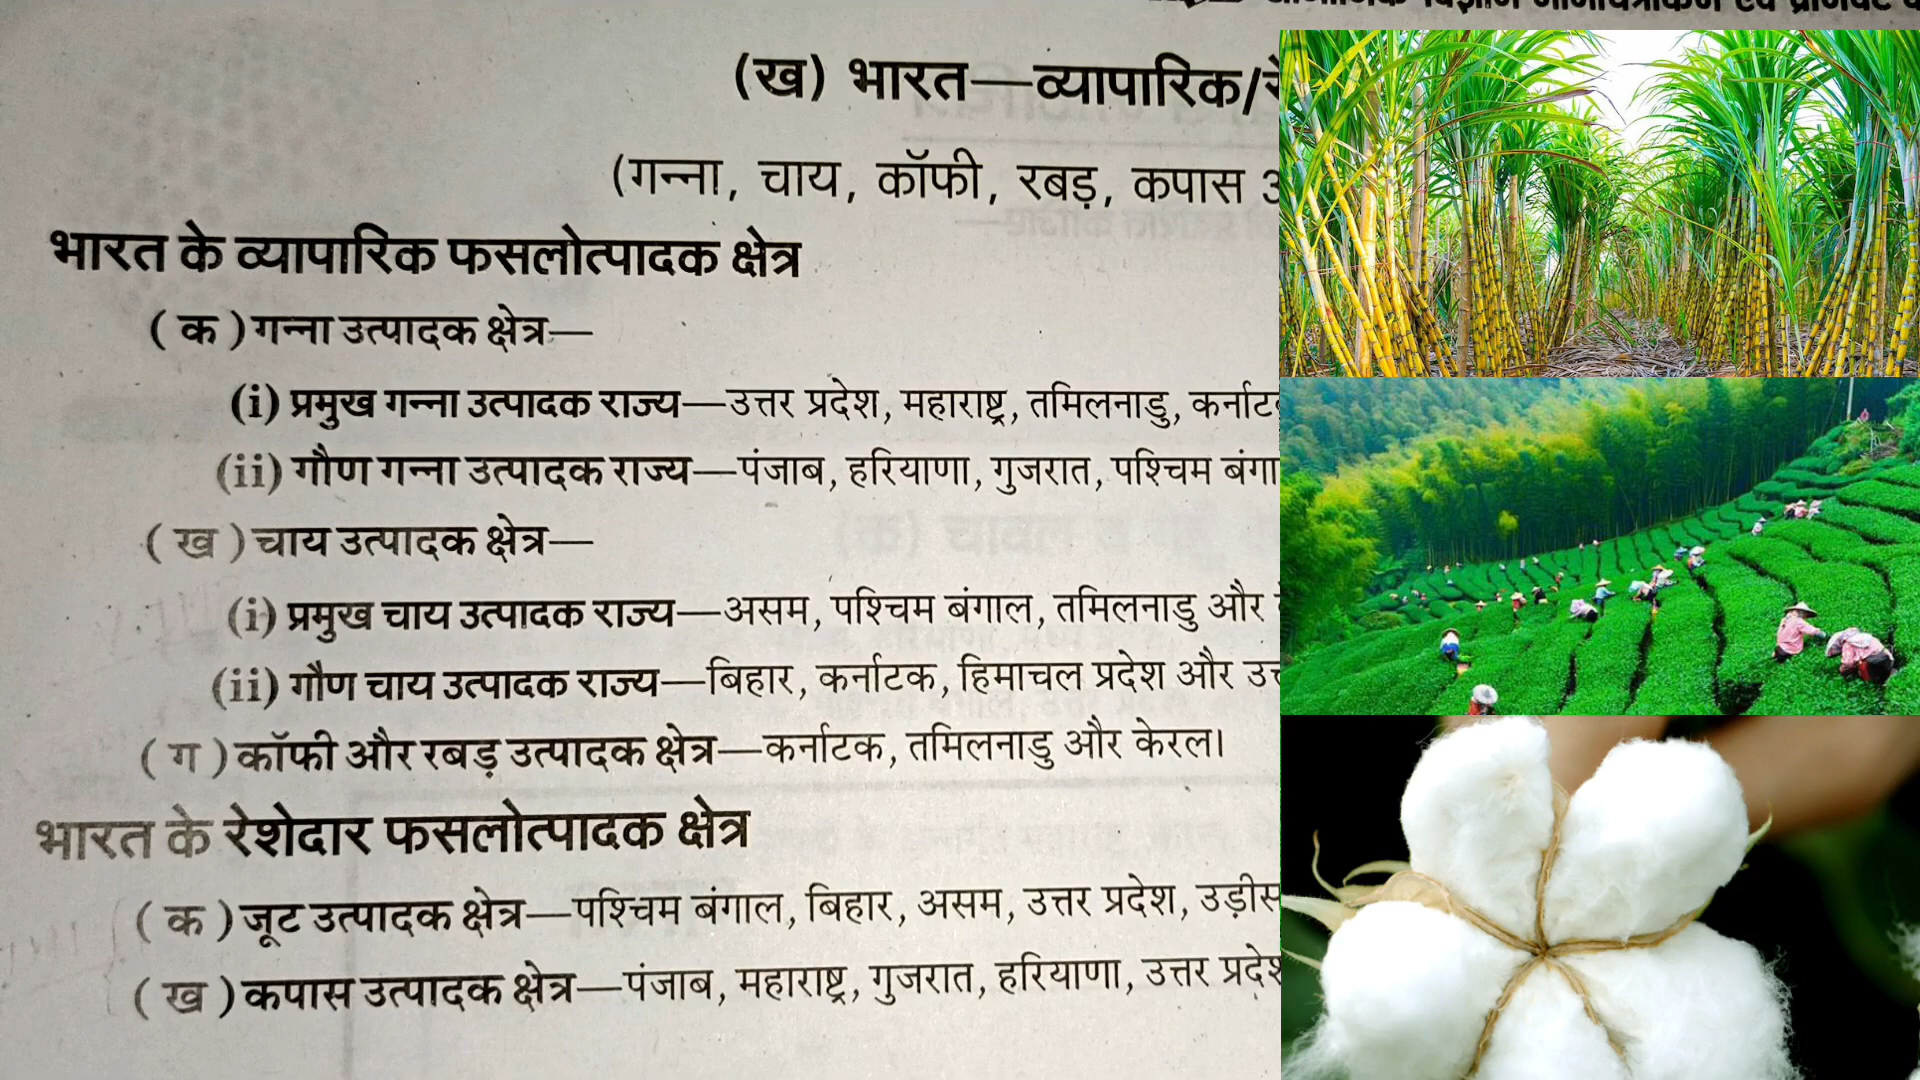 (ख) भारत—व्यापारिक/
(गन्ना, चाय, कॉफी, रबड़, कपास
भारत के व्यापारिक फसलोत्पादक क्षेत्र
( क ) गन्ना उत्पादक क्षेत्र—
(i) प्रमुख गन्ना उत्पादक राज्य—उत्तर प्रदेश, महाराष्ट्र, तमिलनाडु,
(ii) गौण गन्ना उत्पादक राज्य—पंजाब, हरियाणा, गुजरात, पश्चिम
( ख ) चाय उत्पादक क्षेत्र—
(i) प्रमुख चाय उत्पादक राज्य—असम, पश्चिम बंगाल, तमिलनाडु और
(ii) गौण चाय उत्पादक राज्य—बिहार, कर्नाटक, हिमाचल प्रदेश और
( ग ) कॉफी और रबड़ उत्पादक क्षेत्र—कर्नाटक, तमिलनाडु और केरल।
भारत के रेशेदार फसलोत्पादक क्षेत्र
( क ) जूट उत्पादक क्षेत्र—पश्चिम बंगाल, बिहार, असम, उत्तर प्रदेश,
( ख ) कपास उत्पादक क्षेत्र—पंजाब, महाराष्ट्र, गुजरात, हरियाणा, उत्तर प्रदेश